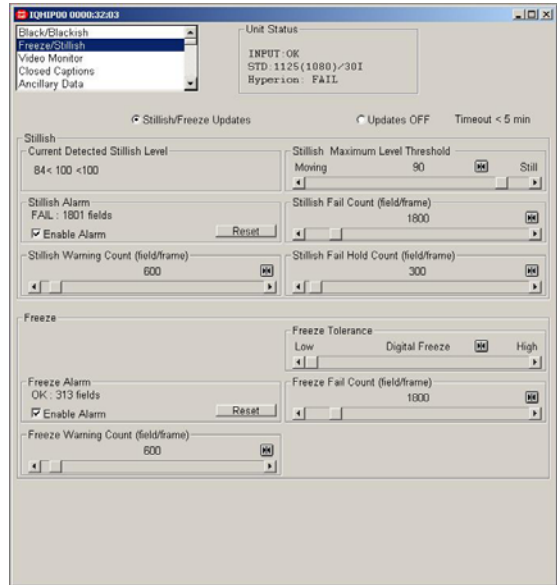 IQHIP00 0000:32:03
Black/Blackish
Freeze/Stillish
Video Monitor
Closed Captions
Ancillary Data
Unit Status
INPUT:OK
STD:1125(1080)/30I
Hyperion: FAIL
Stillish/Freeze Updates
Updates OFF
Timeout < 5 min
Stillish
Current Detected Stillish Level
84< 100 <100
Stillish Maximum Level Threshold
Moving 90 Still
Stillish Alarm
FAIL : 1801 fields
Enable Alarm
Reset
Stillish Fail Count (field/frame)
1800
Stillish Warning Count (field/frame)
600
Stillish Fail Hold Count (field/frame)
300
Freeze
Freeze Tolerance
Low Digital Freeze High
Freeze Alarm
OK : 313 fields
Enable Alarm
Reset
Freeze Fail Count (field/frame)
1800
Freeze Warning Count (field/frame)
600